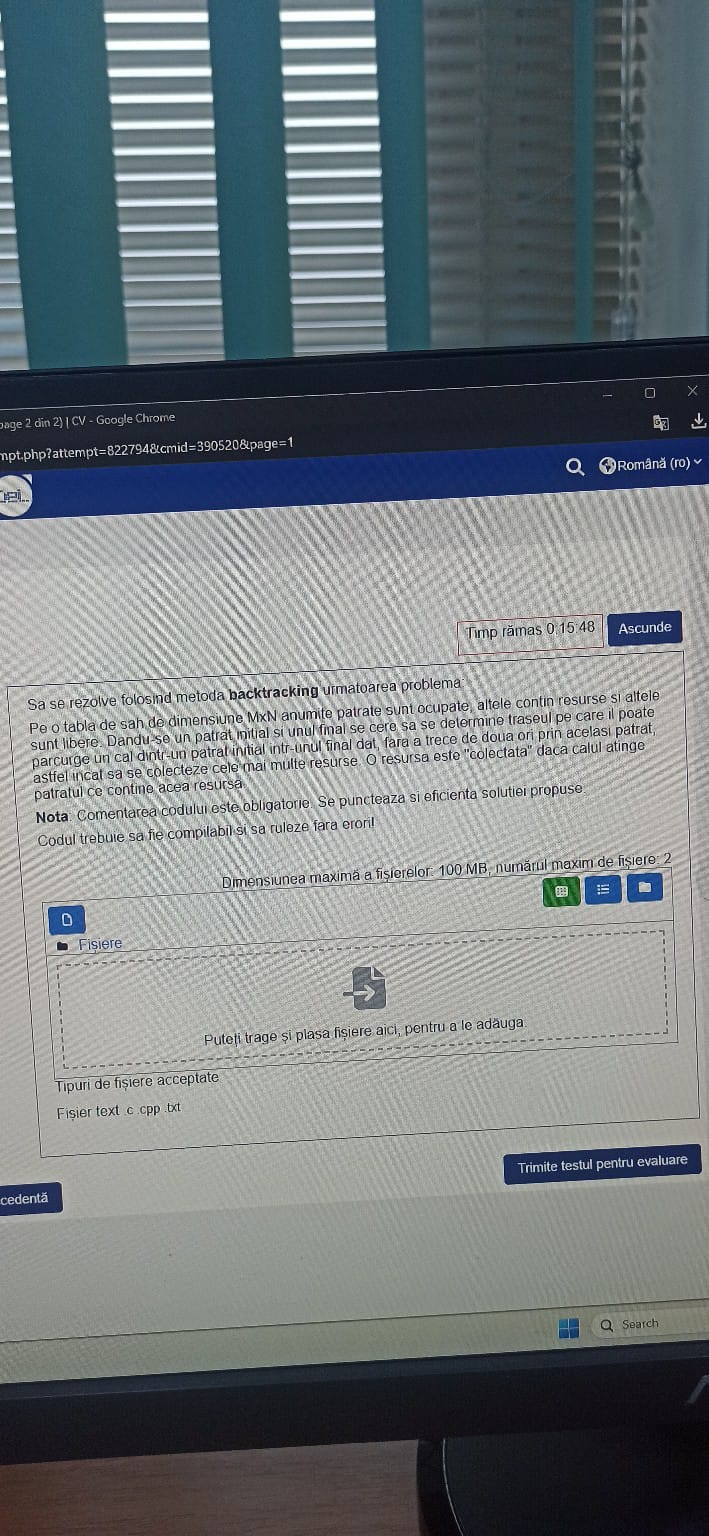 page 2 din 2) | CV - Google Chrome
mpt.php?attempt=822794&cmid=390520&page=1
Română (ro)
Timp rămas 0:15:48
Ascunde
Sa se rezolve folosind metoda backtracking urmatoarea problema:
Pe o tabla de sah de dimensiune MxN anumite patrate sunt ocupate, altele contin resurse si altele
sunt libere. Dandu-se un patrat initial si unul final se cere sa se determine traseul pe care il poate
parcurge un cal dintr-un patrat initial intr-unul final dat, fara a trece de doua ori prin acelasi patrat,
astfel incat sa se colecteze cele mai multe resurse. O resursa este "colectata" daca calul atinge
patratul ce contine acea resursa.
Nota: Comentarea codului este obligatorie. Se puncteaza si eficienta solutiei propuse.
Codul trebuie sa fie compilabil si sa ruleze fara erori!
Dimensiunea maximă a fișierelor: 100 MB, numărul maxim de fișiere: 2
Fișiere
Puteți trage și plasa fișiere aici, pentru a le adăuga.
Tipuri de fișiere acceptate
Fișier text .c .cpp .txt
cedentă
Trimite testul pentru evaluare
Search